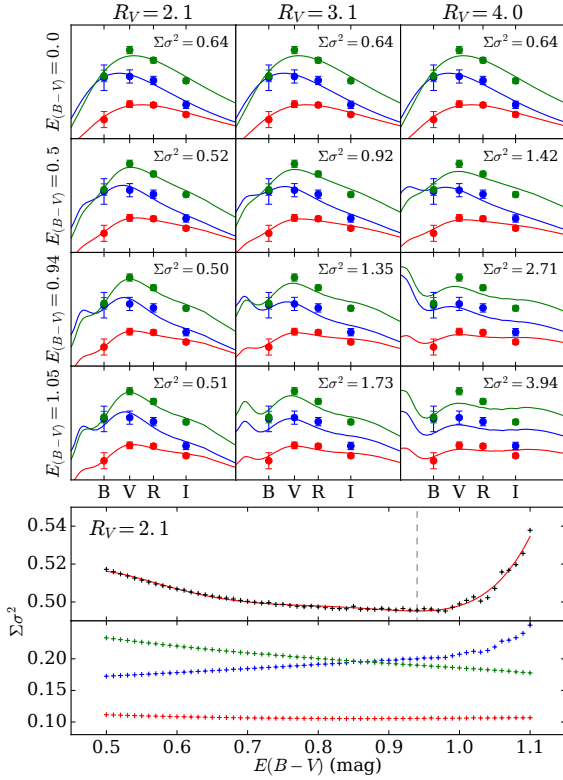 R_V = 2.1 R_V = 3.1 R_V = 4.0
E_(B−V) = 0.0 Σσ² = 0.64 Σσ² = 0.64 Σσ² = 0.64
E_(B−V) = 0.5 Σσ² = 0.52 Σσ² = 0.92 Σσ² = 1.42
E_(B−V) = 0.94 Σσ² = 0.50 Σσ² = 1.35 Σσ² = 2.71
E_(B−V) = 1.05 Σσ² = 0.51 Σσ² = 1.73 Σσ² = 3.94
B V R I B V R I B V R I
R_V = 2.1
0.54
0.52
0.50
Σσ²
0.20
0.15
0.10
0.5 0.6 0.7 0.8 0.9 1.0 1.1
E(B−V) (mag)